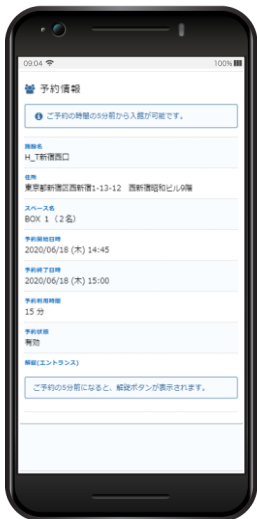 09:04 100%
予約情報
ご予約の時間の5分前から入館が可能です。
施設名
H_T新宿西口
住所
東京都新宿区西新宿1-13-12 西新宿昭和ビル9階
スペース名
BOX 1（2名）
予約開始日時
2020/06/18 (木) 14:45
予約終了日時
2020/06/18 (木) 15:00
予約利用時間
15 分
予約状態
有効
解錠(エントランス)
ご予約の5分前になると、解錠ボタンが表示されます。